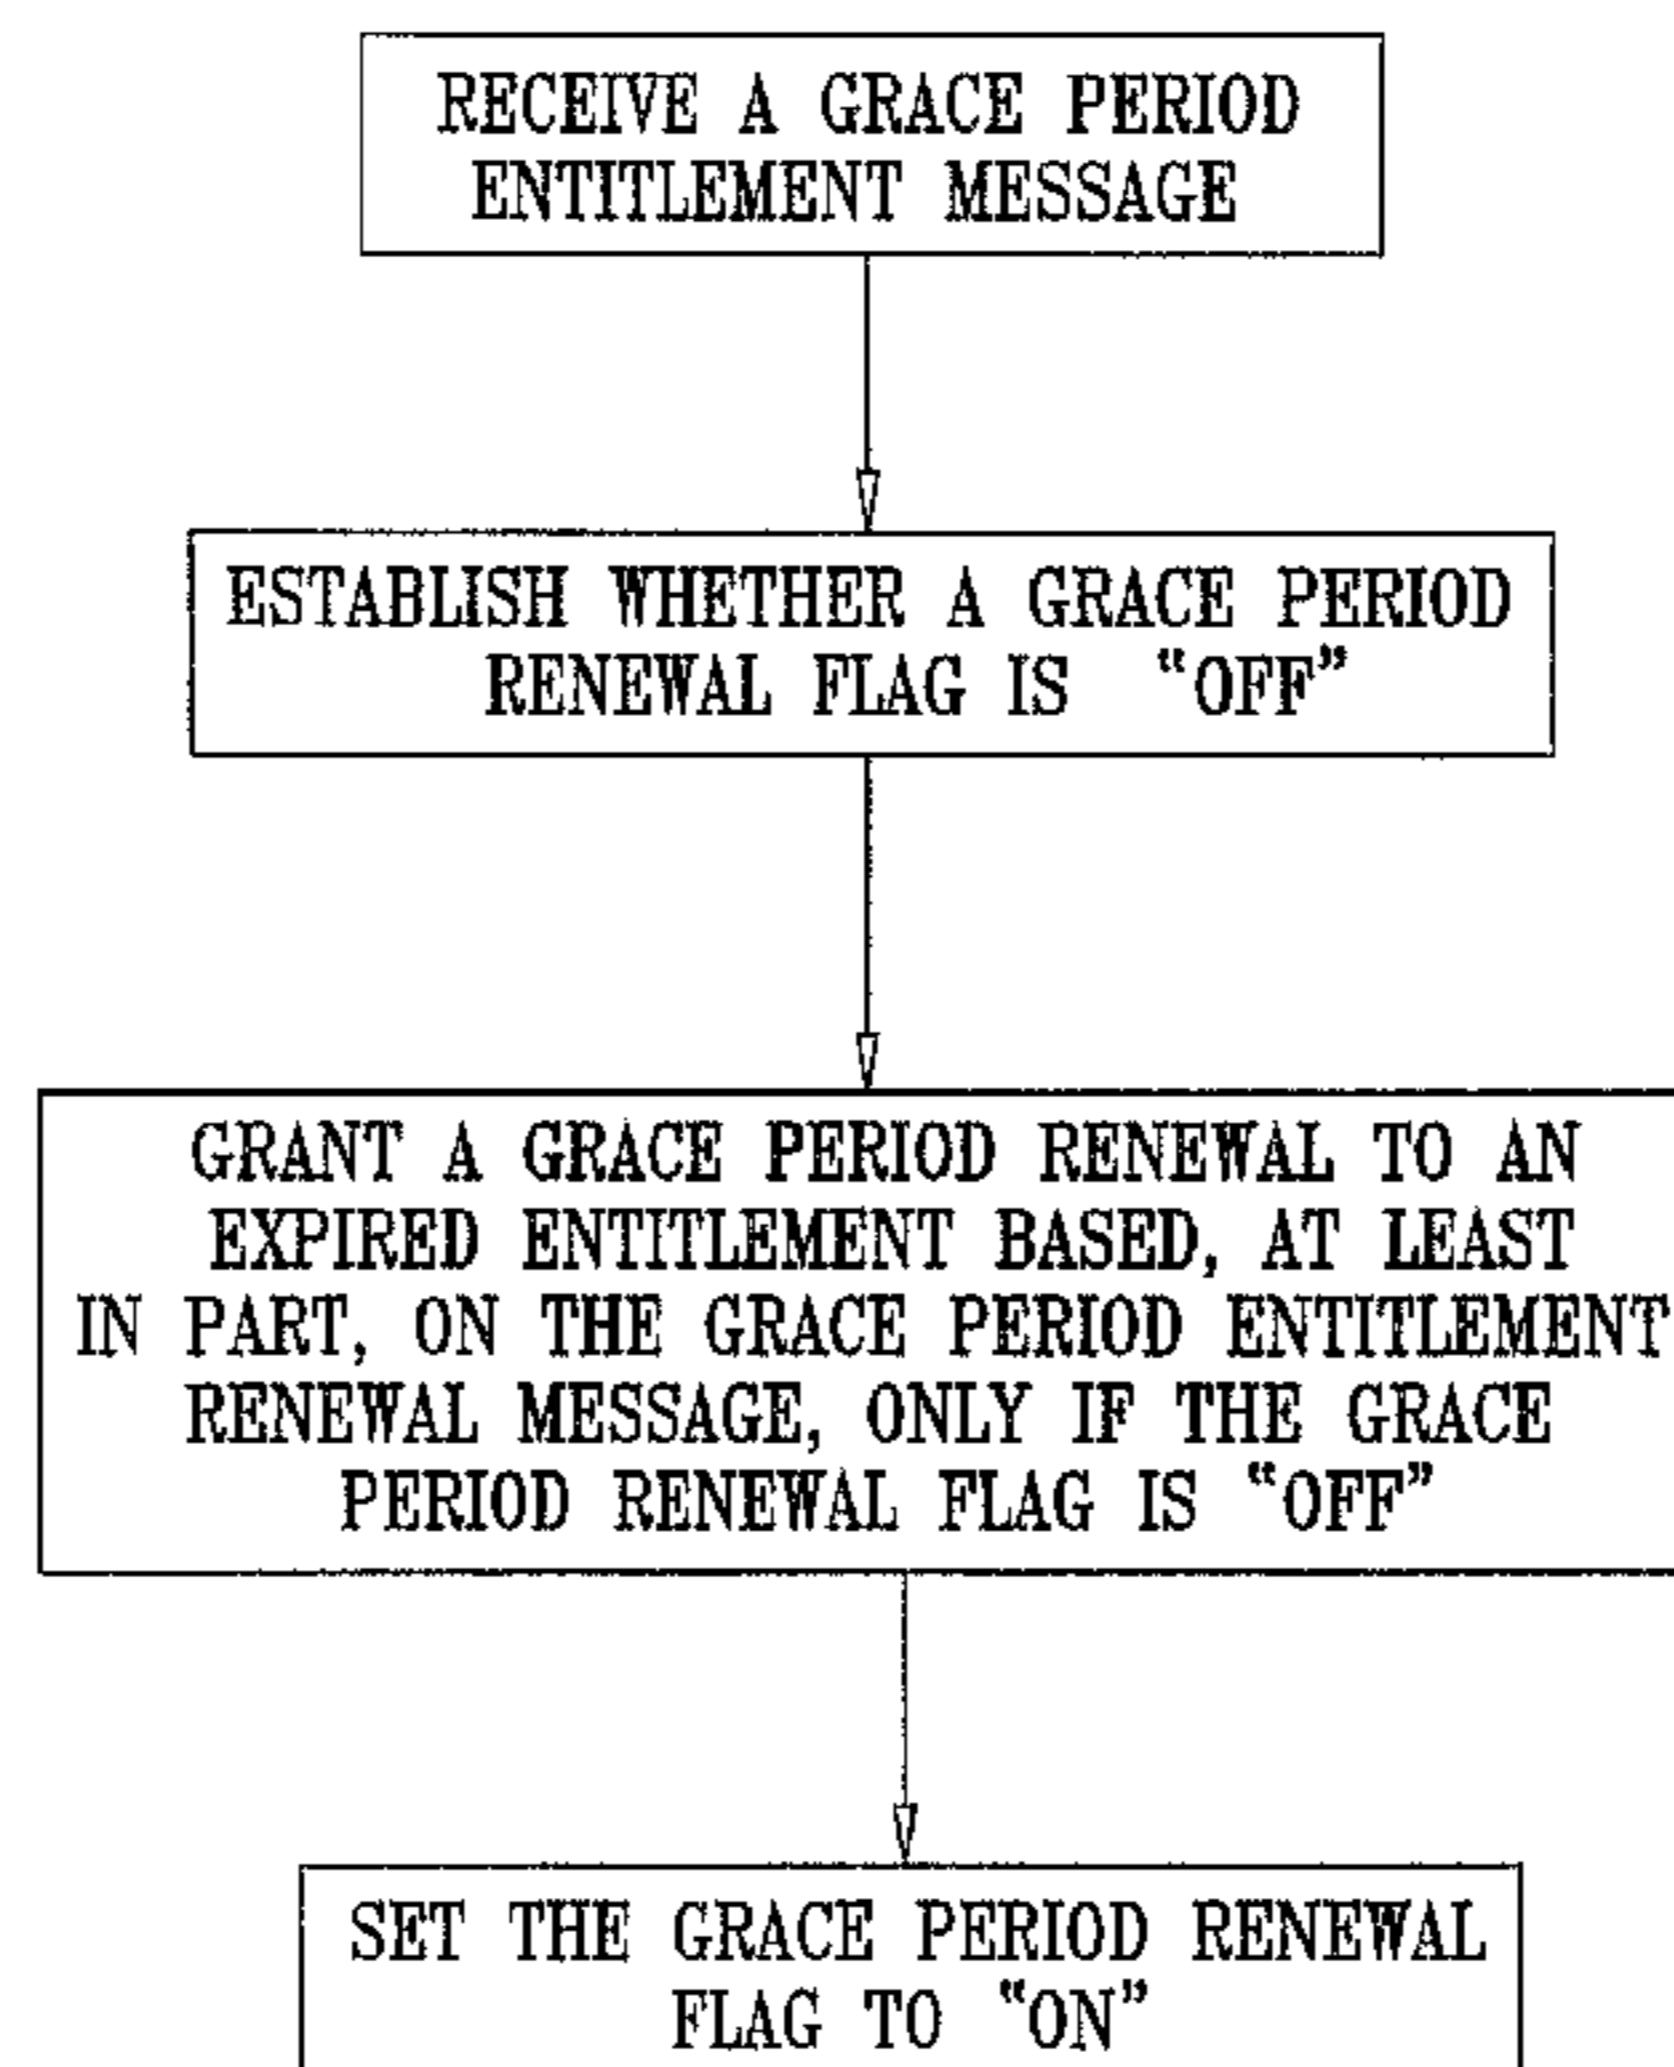 RECEIVE A GRACE PERIOD
ENTITLEMENT MESSAGE
ESTABLISH WHETHER A GRACE PERIOD
RENEWAL FLAG IS “OFF”
GRANT A GRACE PERIOD RENEWAL TO AN
EXPIRED ENTITLEMENT BASED, AT LEAST
IN PART, ON THE GRACE PERIOD ENTITLEMENT
RENEWAL MESSAGE, ONLY IF THE GRACE
PERIOD RENEWAL FLAG IS “OFF”
SET THE GRACE PERIOD RENEWAL
FLAG TO “ON”